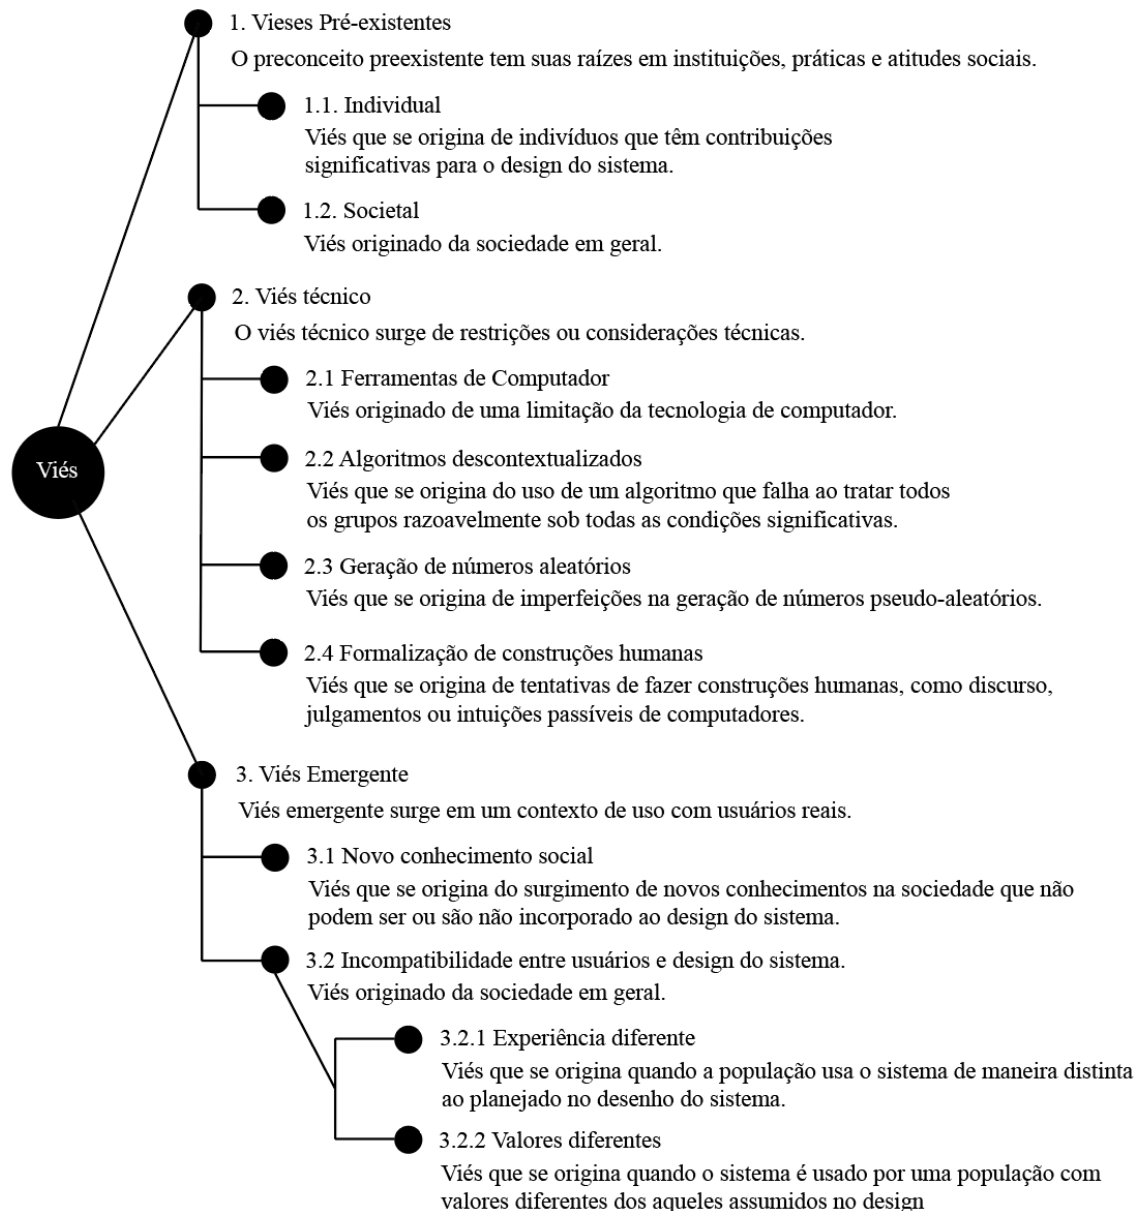 1. Vieses Pré-existentes
O preconceito preexistente tem suas raízes em instituições, práticas e atitudes sociais.
1.1. Individual
Viés que se origina de indivíduos que têm contribuições
significativas para o design do sistema.
1.2. Societal
Viés originado da sociedade em geral.
2. Viés técnico
O viés técnico surge de restrições ou considerações técnicas.
2.1 Ferramentas de Computador
Viés originado de uma limitação da tecnologia de computador.
Viés
2.2 Algoritmos descontextualizados
Viés que se origina do uso de um algoritmo que falha ao tratar todos
os grupos razoavelmente sob todas as condições significativas.
2.3 Geração de números aleatórios
Viés que se origina de imperfeições na geração de números pseudo-aleatórios.
2.4 Formalização de construções humanas
Viés que se origina de tentativas de fazer construções humanas, como discurso,
julgamentos ou intuições passíveis de computadores.
3. Viés Emergente
Viés emergente surge em um contexto de uso com usuários reais.
3.1 Novo conhecimento social
Viés que se origina do surgimento de novos conhecimentos na sociedade que não
podem ser ou são não incorporado ao design do sistema.
3.2 Incompatibilidade entre usuários e design do sistema.
Viés originado da sociedade em geral.
3.2.1 Experiência diferente
Viés que se origina quando a população usa o sistema de maneira distinta
ao planejado no desenho do sistema.
3.2.2 Valores diferentes
Viés que se origina quando o sistema é usado por uma população com
valores diferentes dos aqueles assumidos no design